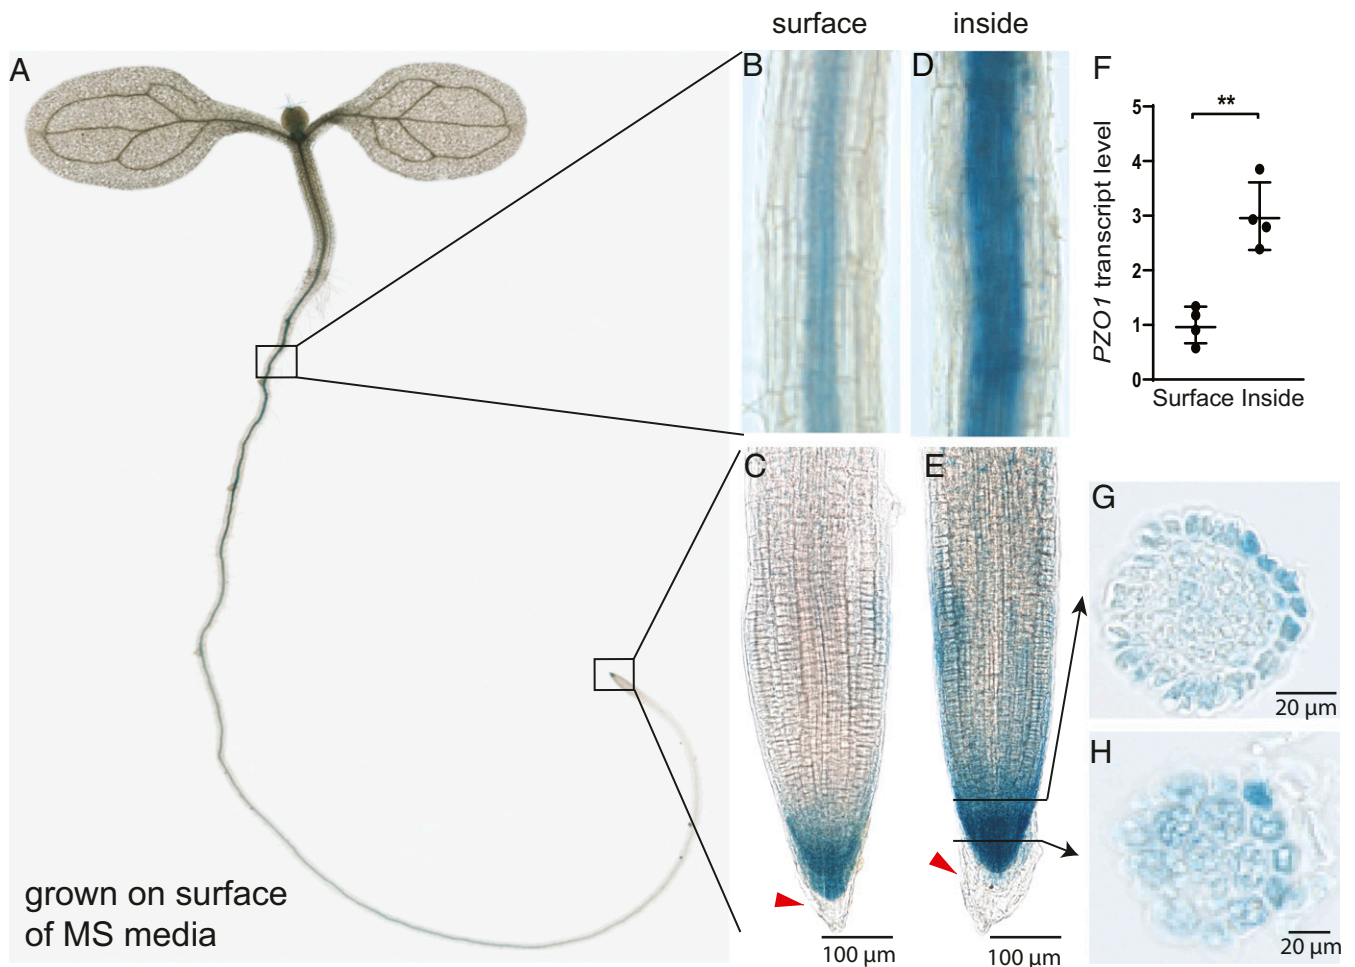 surface
inside
A
B
D
F
5
**
4
3
2
1
0
PZO1 transcript level
Surface Inside
C
E
G
20 µm
H
20 µm
grown on surface
of MS media
100 µm
100 µm